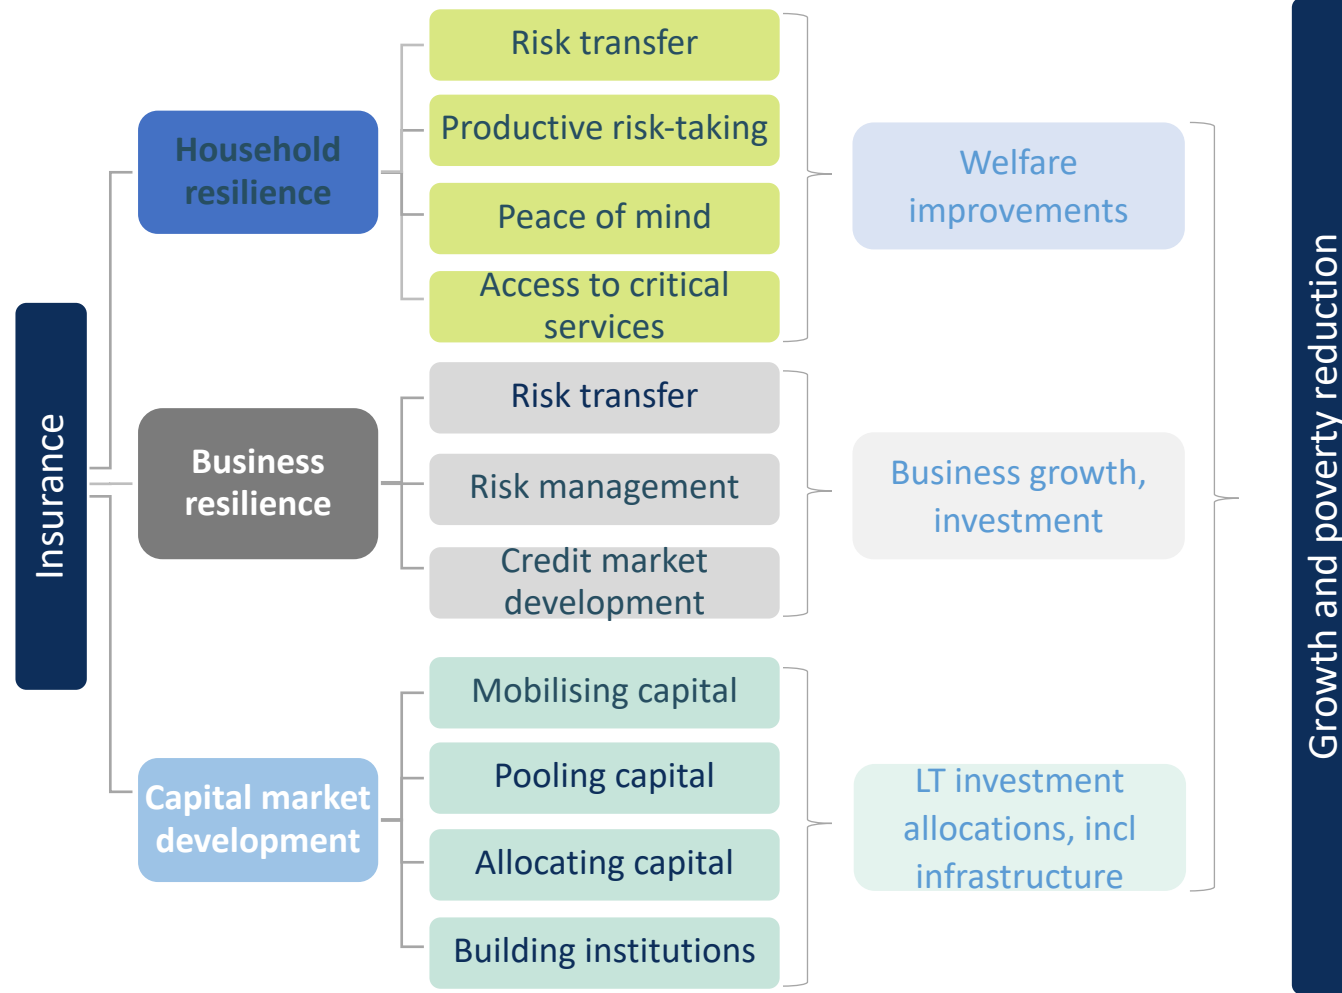 Insurance
Household
resilience
Risk transfer
Productive risk-taking
Peace of mind
Access to critical
services
Welfare
improvements
Business
resilience
Risk transfer
Risk management
Credit market
development
Business growth,
investment
Capital market
development
Mobilising capital
Pooling capital
Allocating capital
Building institutions
LT investment
allocations, incl
infrastructure
Growth and poverty reduction